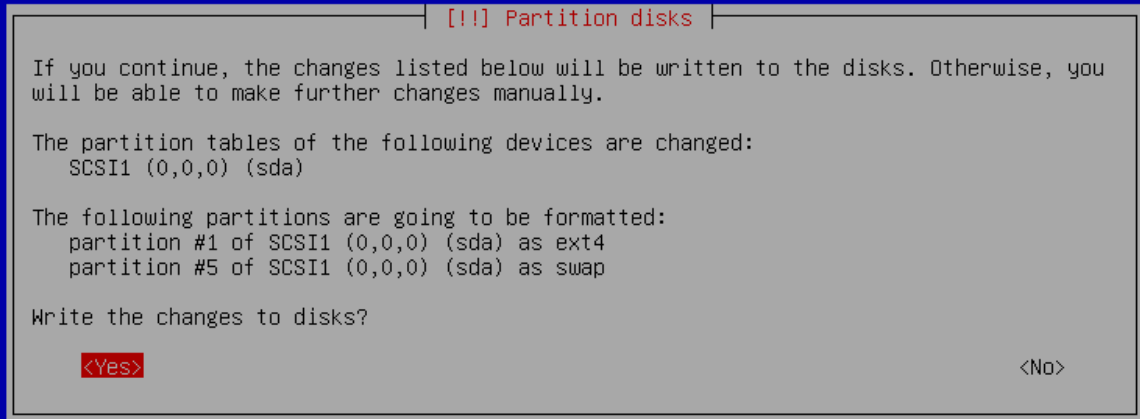 [!!] Partition disks
If you continue, the changes listed below will be written to the disks. Otherwise, you
will be able to make further changes manually.
The partition tables of the following devices are changed:
SCSI1 (0,0,0) (sda)
The following partitions are going to be formatted:
partition #1 of SCSI1 (0,0,0) (sda) as ext4
partition #5 of SCSI1 (0,0,0) (sda) as swap
Write the changes to disks?
<Yes> <No>